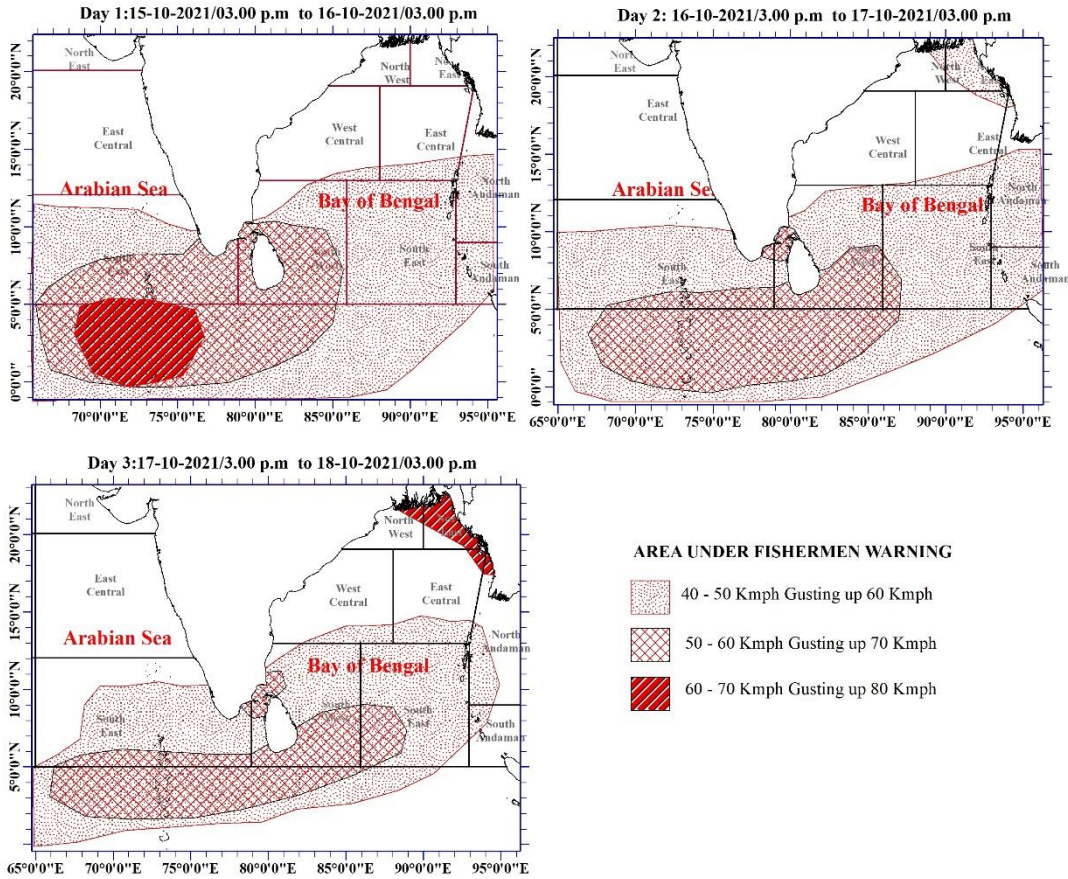 Day 1:15-10-2021/03.00 p.m to 16-10-2021/03.00 p.m
North
East
North
West
East
Central
West
Central
East
Central
Arabian Sea
Bay of Bengal
North
Andaman
South
East
South
Andaman
20°0'0"N
15°0'0"N
10°0'0"N
5°0'0"N
0°0'0"N
70°0'0"E 75°0'0"E 80°0'0"E 85°0'0"E 90°0'0"E 95°0'0"E
Day 2: 16-10-2021/3.00 p.m to 17-10-2021/03.00 p.m
North
East
North
West
East
Central
West
Central
East
Central
Arabian Se
Bay of Bengal
North
Andaman
South
East
South
East
South
Andaman
20°0'0"N
15°0'0"N
10°0'0"N
5°0'0"N
0°0'0"
65°0'0"E 70°0'0"E 75°0'0"E 80°0'0"E 85°0'0"E 90°0'0"E 95°0'0"E
Day 3:17-10-2021/3.00 p.m to 18-10-2021/03.00 p.m
North
East
North
West
East
Central
West
Central
East
Central
Arabian Sea
Bay of Bengal
North
Andaman
South
East
South
East
South
Andaman
20°0'0"N
15°0'0"N
10°0'0"N
5°0'0"N
65°0'0"E 70°0'0"E 75°0'0"E 80°0'0"E 85°0'0"E 90°0'0"E 95°0'0"E
AREA UNDER FISHERMEN WARNING
40 - 50 Kmph Gusting up 60 Kmph
50 - 60 Kmph Gusting up 70 Kmph
60 - 70 Kmph Gusting up 80 Kmph